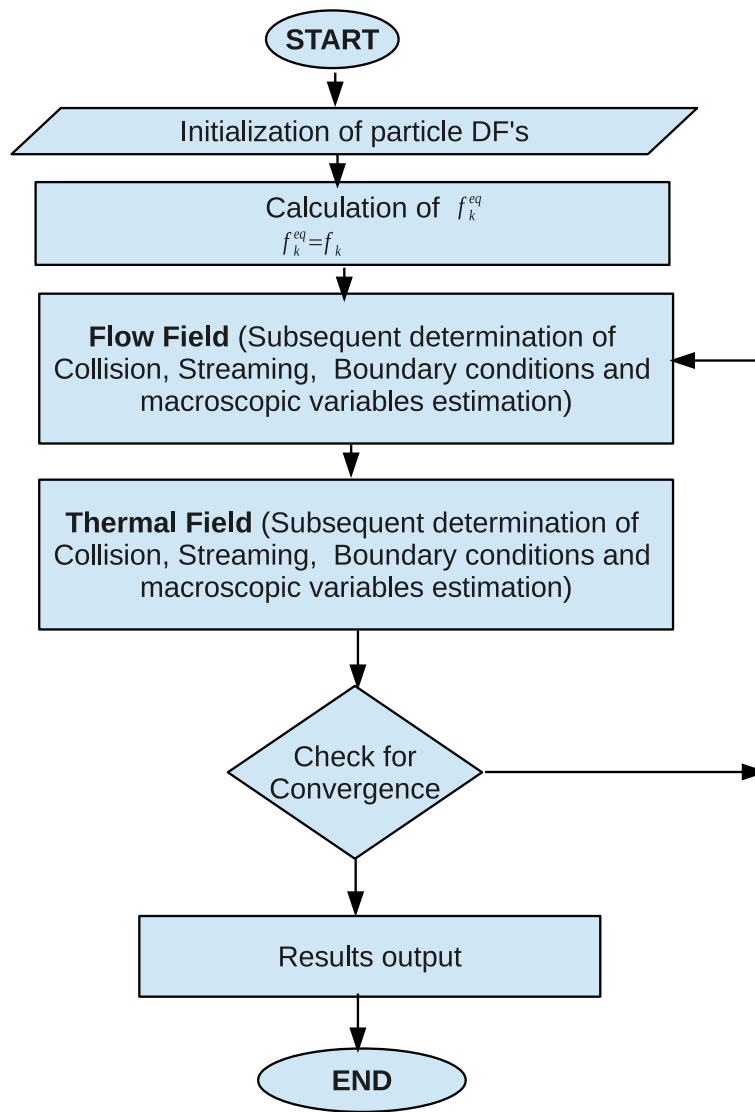 START
Initialization of particle DF's
Calculation of f_k^{eq}
f_k^{eq}=f_k
Flow Field (Subsequent determination of
Collision, Streaming, Boundary conditions and
macroscopic variables estimation)
Thermal Field (Subsequent determination of
Collision, Streaming, Boundary conditions and
macroscopic variables estimation)
Check for
Convergence
Results output
END